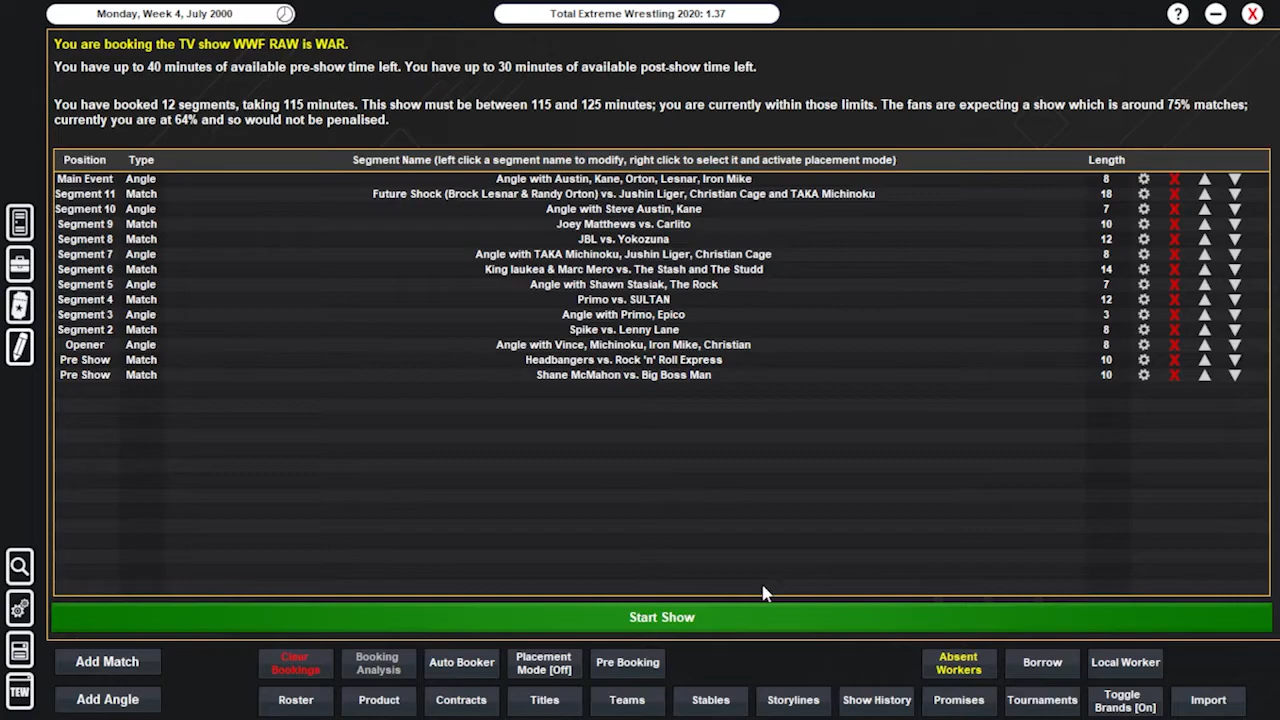 Monday, Week 4, July 2000
Total Extreme Wrestling 2020: 1.37
?
X
You are booking the TV show WWF RAW is WAR.
You have up to 40 minutes of available pre-show time left. You have up to 30 minutes of available post-show time left.
You have booked 12 segments, taking 115 minutes. This show must be between 115 and 125 minutes; you are currently within those limits. The fans are expecting a show which is around 75% matches;
currently you are at 64% and so would not be penalised.
Position Type Segment Name (left click a segment name to modify, right click to select it and activate placement mode) Length
Main Event Angle Angle with Austin, Kane, Orton, Lesnar, Iron Mike 8 X
Segment 11 Match Future Shock (Brock Lesnar & Randy Orton) vs. Jushin Liger, Christian Cage and TAKA Michinoku 18 X
Segment 10 Angle Angle with Steve Austin, Kane 7 X
Segment 9 Match Joey Matthews vs. Carlito 10 X
Segment 8 Match JBL vs. Yokozuna 12 X
Segment 7 Angle Angle with TAKA Michinoku, Jushin Liger, Christian Cage 8 X
Segment 6 Match King Iaukea & Marc Mero vs. The Stash and The Studd 14 X
Segment 5 Angle Angle with Shawn Stasiak, The Rock 7 X
Segment 4 Match Primo vs. SULTAN 12 X
Segment 3 Angle Angle with Primo, Epico 3 X
Segment 2 Match Spike vs. Lenny Lane 8 X
Opener Angle Angle with Vince, Michinoku, Iron Mike, Christian 8 X
Pre Show Match Headbangers vs. Rock 'n' Roll Express 10 X
Pre Show Match Shane McMahon vs. Big Boss Man 10 X
Start Show
Add Match
Clear Bookings
Booking Analysis
Auto Booker
Placement Mode [Off]
Pre Booking
Absent Workers
Borrow
Local Worker
TEW
Add Angle
Roster
Product
Contracts
Titles
Teams
Stables
Storylines
Show History
Promises
Tournaments
Toggle Brands [On]
Import